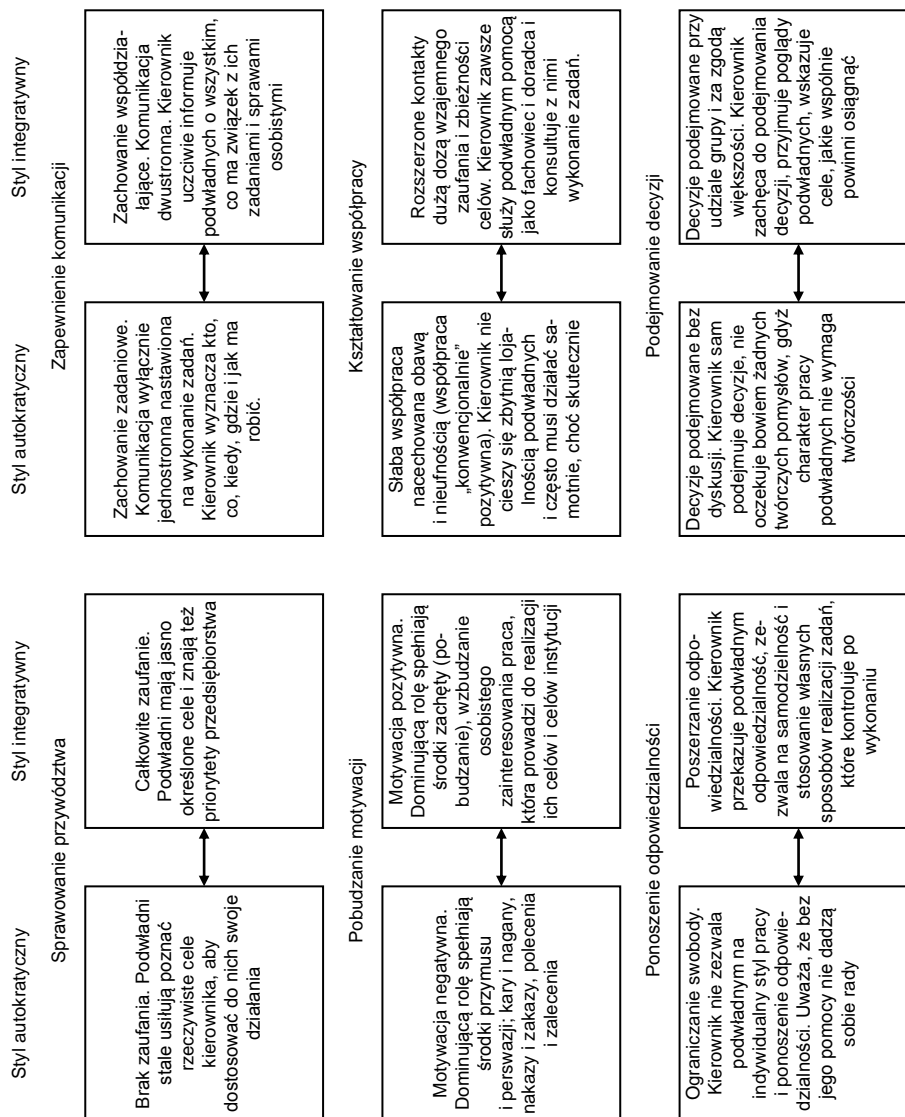 Styl autokratyczny
Styl integratywny
Styl autokratyczny
Styl integratywny
Sprawowanie przywództwa
Brak zaufania. Podwładni
stale usiłują poznać
rzeczywiste cele
kierownika, aby
dostosować do nich swoje
działania
Całkowite zaufanie.
Podwładni mają jasno
określone cele i znają też
priorytety przedsiębiorstwa
Zapewnienie komunikacji
Zachowanie zadaniowe.
Komunikacja wyłącznie
jednostronna nastawiona
na wykonanie zadań.
Kierownik wyznacza kto,
co, kiedy, gdzie i jak ma
robić.
Zachowanie współdzia-
łające. Komunikacja
dwustronna. Kierownik
uczciwie informuje
podwładnych o wszystkim,
co ma związek z ich
zadaniami i sprawami
osobistymi
Pobudzanie motywacji
Motywacja negatywna.
Dominującą rolę spełniają
środki przymusu
i perswazji; kary i nagany,
nakazy i zakazy, polecenia
i zalecenia
Motywacja pozytywna.
Dominującą rolę spełniają
środki zachęty (po-
budzanie), wzbudzanie
osobistego
zainteresowania praca,
która prowadzi do realizacji
ich celów i celów instytucji
Kształtowanie współpracy
Słaba współpraca
nacechowana obawą
i nieufnością (współpraca
„konwencjonalnie”
pozytywna). Kierownik nie
cieszy się zbytnią loja-
lnością podwładnych
i często musi działać sa-
motnie, choć skutecznie
Rozszerzone kontakty
dużą dozą wzajemnego
zaufania i zbieżności
celów. Kierownik zawsze
służy podwładnym pomocą
jako fachowiec i doradca i
konsultuje z nimi
wykonanie zadań.
Ponoszenie odpowiedzialności
Ograniczanie swobody.
Kierownik nie zezwala
podwładnym na
indywidualny styl pracy
i ponoszenie odpowie-
dzialności. Uważa, że bez
jego pomocy nie dadzą
sobie rady
Poszerzanie odpo-
wiedzialności. Kierownik
przekazuje podwładnym
odpowiedzialność, ze-
zwala na samodzielność i
stosowanie własnych
sposobów realizacji zadań,
które kontroluje po
wykonaniu
Podejmowanie decyzji
Decyzje podejmowane bez
dyskusji. Kierownik sam
podejmuje decyzje, nie
oczekuje bowiem żadnych
twórczych pomysłów, gdyż
charakter pracy
podwładnych nie wymaga
twórczości
Decyzje podejmowane przy
udziale grupy i za zgodą
większości. Kierownik
zachęca do podejmowania
decyzji, przyjmuje poglądy
podwładnych, wskazuje
cele, jakie wspólnie
powinni osiągnąć